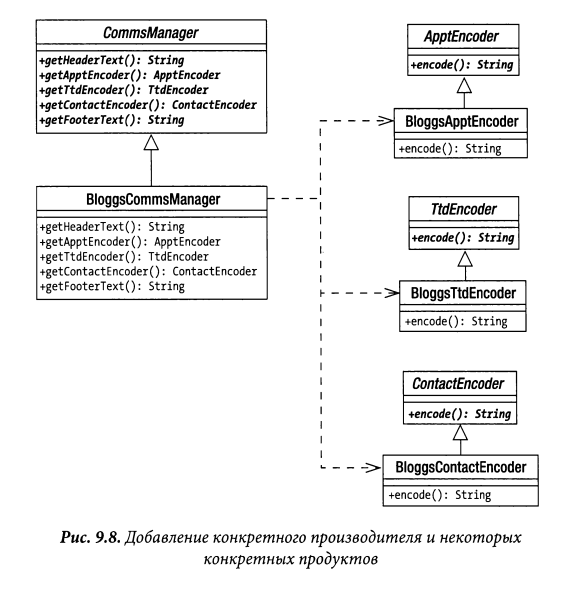 CommsManager
+getHeaderText(): String
+getApptEncoder(): ApptEncoder
+getTtdEncoder(): TtdEncoder
+getContactEncoder(): ContactEncoder
+getFooterText(): String
BloggsCommsManager
+getHeaderText(): String
+getApptEncoder(): ApptEncoder
+getTtdEncoder(): TtdEncoder
+getContactEncoder(): ContactEncoder
+getFooterText(): String
ApptEncoder
+encode(): String
BloggsApptEncoder
+encode(): String
TtdEncoder
+encode(): String
BloggsTtdEncoder
+encode(): String
ContactEncoder
+encode(): String
BloggsContactEncoder
+encode(): String
Рис. 9.8. Добавление конкретного производителя и некоторых
конкретных продуктов